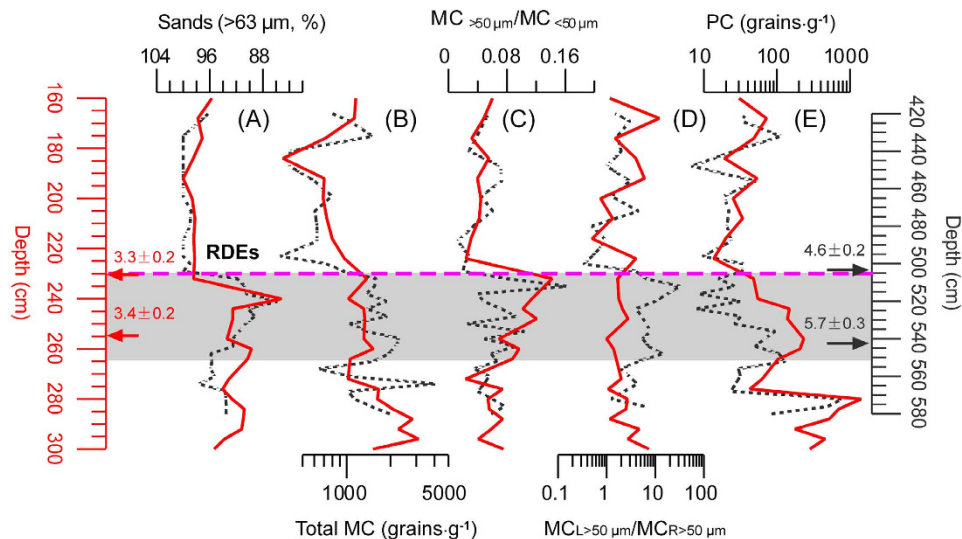 Sands (>63 μm, %)
MC >50 μm/MC <50 μm
PC (grains·g⁻¹)
104 96 88
0 0.08 0.16
10 100 1000
(A) (B) (C) (D) (E)
Depth (cm)
160
180
200
220
240
260
280
300
3.3±0.2
3.4±0.2
RDEs
4.6±0.2
5.7±0.3
420
440
460
480
500
520
540
560
580
Depth (cm)
1000 5000
0.1 1 10 100
Total MC (grains·g⁻¹)
MC L>50 μm/MC R>50 μm